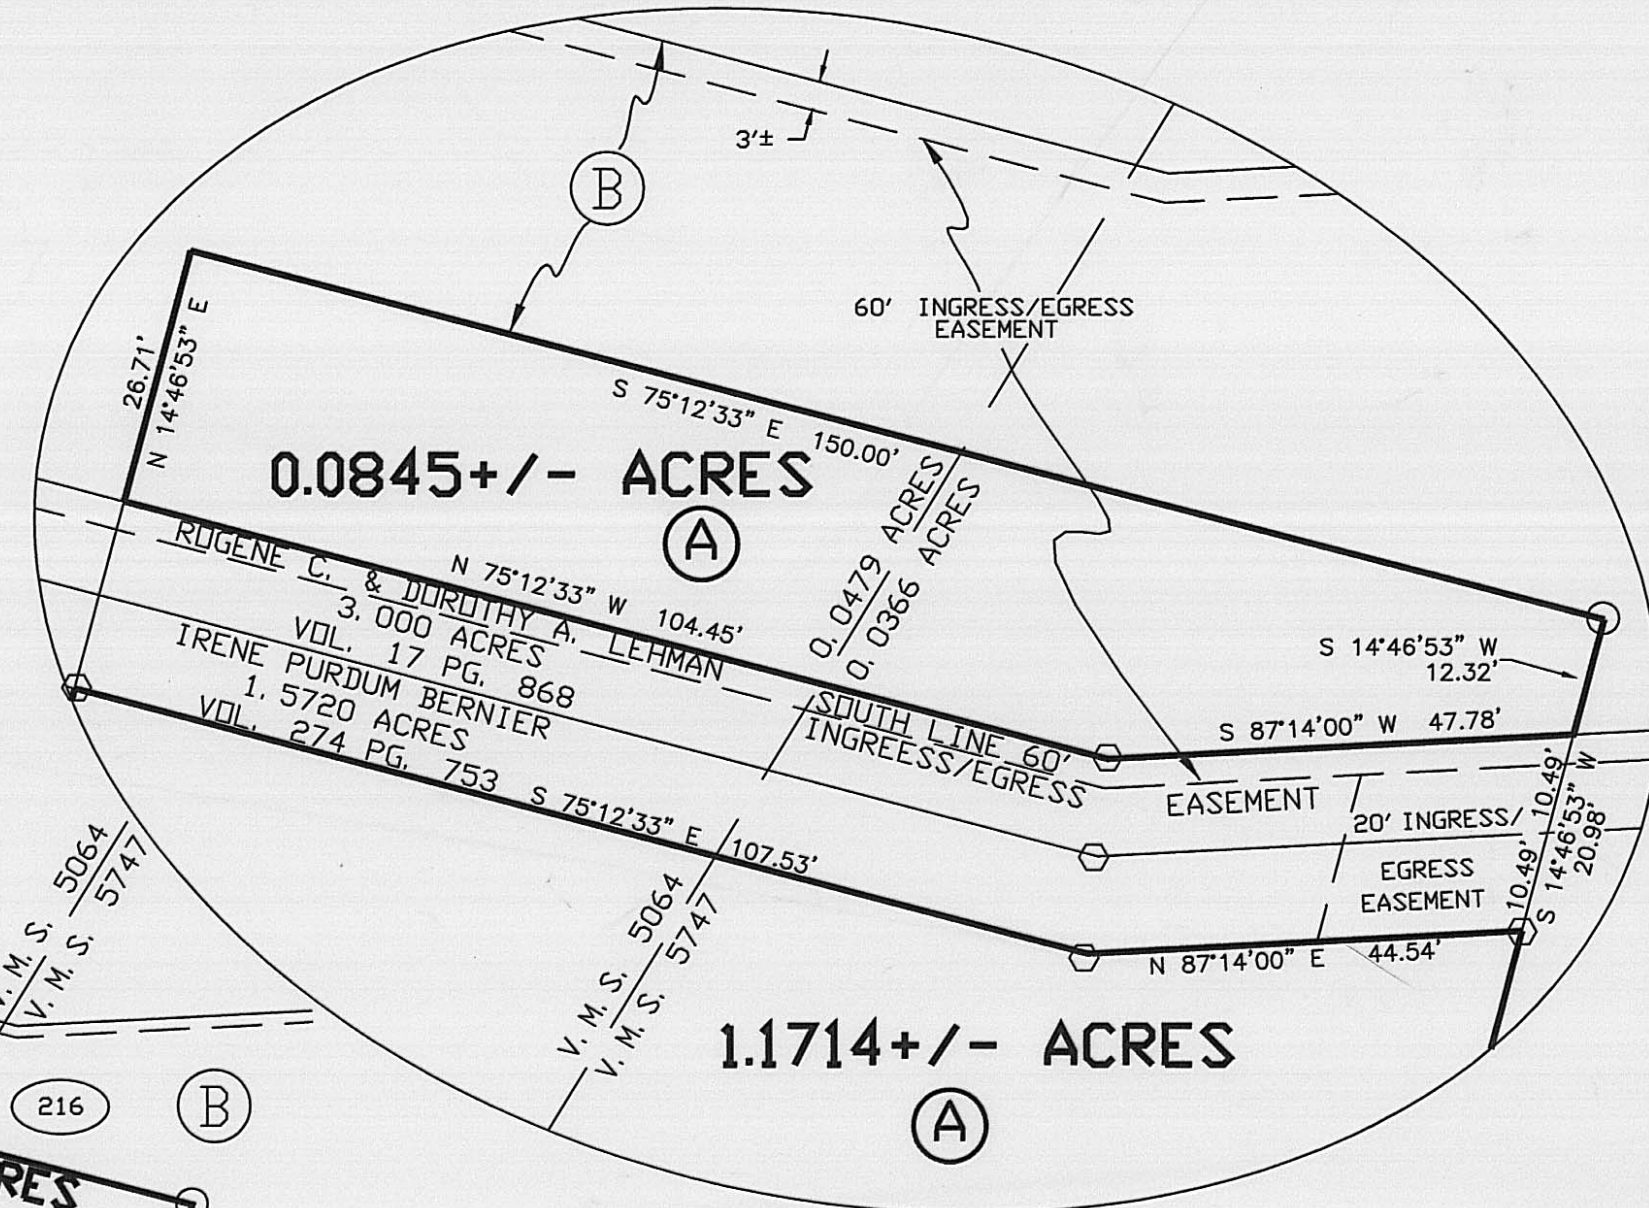 3'±
B
60' INGRESS/EGRESS
EASEMENT
26.71'
N 14°46'53" E
S 75°12'33" E 150.00'
0.0845+/- ACRES
A
0.0479 ACRES
0.0366 ACRES
N 75°12'33" W 104.45'
ROGENE C. & DOROTHY A. LEHMAN
3.000 ACRES
VOL. 17 PG. 868
IRENE PURDUM BERNIER
1.5720 ACRES
VOL. 274 PG. 753
S 75°12'33" E 107.53'
SOUTH LINE 60'
INGREESS/EGRESS
EASEMENT
S 14°46'53" W
12.32'
S 87°14'00" W 47.78'
20' INGRESS/
EGRESS
EASEMENT
10.49' 10.49'
S 14°46'53" W
20.98'
N 87°14'00" E 44.54'
V. M. S. 5064
V. M. S. 5747
V. M. S. 5064
V. M. S. 5747
1.1714+/- ACRES
A
216
B
RES